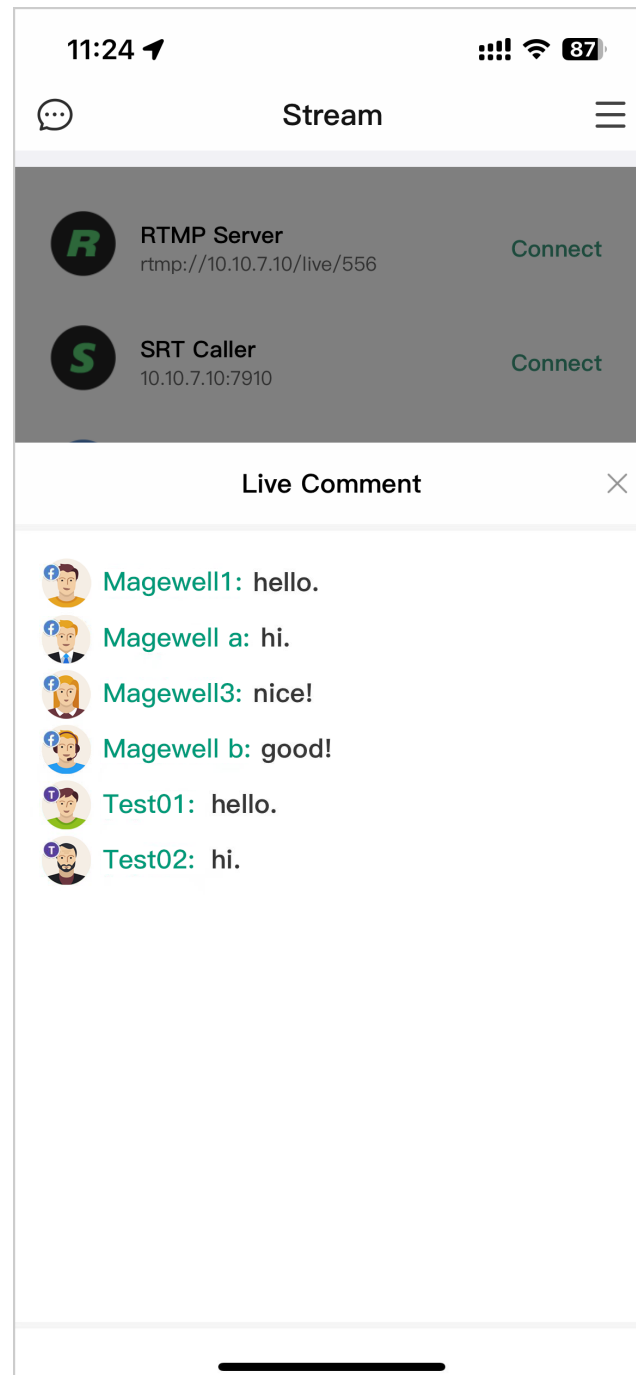 11:24
87
Stream
R
RTMP Server
rtmp://10.10.7.10/live/556
Connect
S
SRT Caller
10.10.7.10:7910
Connect
Live Comment
f
Magewell1: hello.
f
Magewell a: hi.
f
Magewell3: nice!
f
Magewell b: good!
T
Test01: hello.
T
Test02: hi.